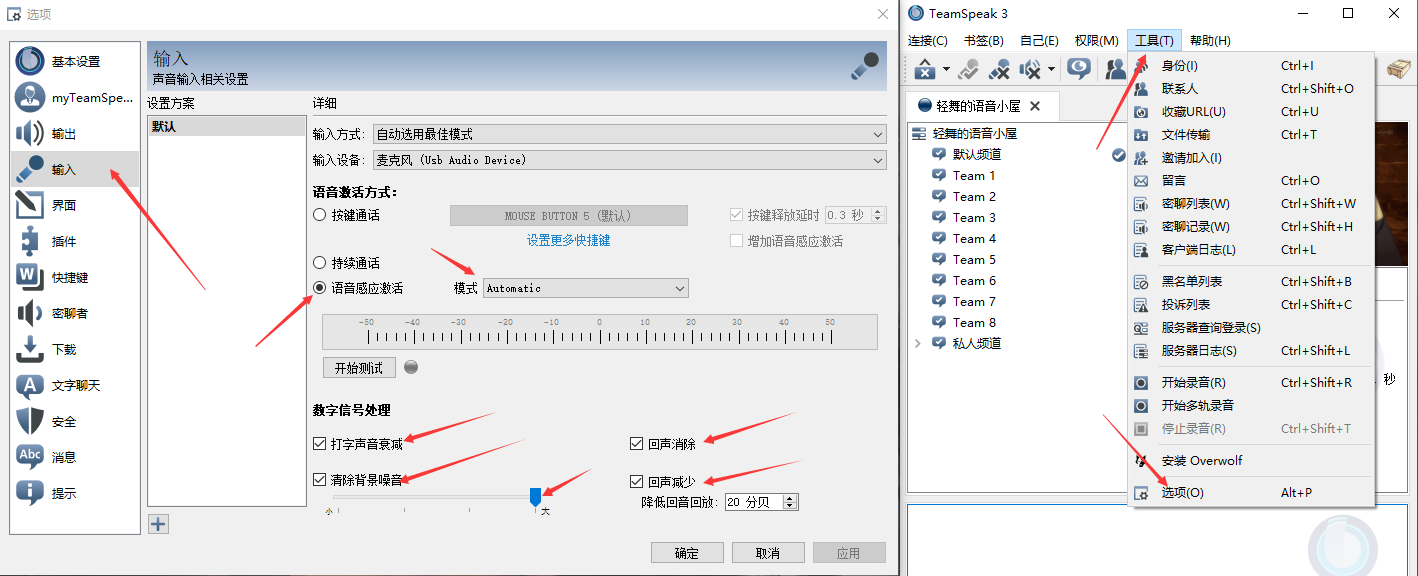 选项
基本设置
myTeamSpe...
输出
输入
界面
插件
快捷键
密聊者
下载
文字聊天
安全
消息
提示
输入
声音输入相关设置
设置方案
默认
详细
输入方式: 自动选用最佳模式
输入设备: 麦克风 (Usb Audio Device)
语音激活方式:
按键通话 MOUSE BUTTON 5 (默认) 按键释放延时 0.3 秒
设置更多快捷键 增加语音感应激活
持续通话
语音感应激活 模式 Automatic
-50 -40 -30 -20 -10 0 10 20 30 40 50
开始测试
数字信号处理
打字声音衰减 回声消除
清除背景噪音 回声减少
小 大 降低回音回放: 20 分贝
确定 取消 应用
TeamSpeak 3
连接(C) 书签(B) 自己(E) 权限(M) 工具(T) 帮助(H)
轻舞的语音小屋
轻舞的语音小屋
默认频道
Team 1
Team 2
Team 3
Team 4
Team 5
Team 6
Team 7
Team 8
私人频道
身份(I) Ctrl+I
联系人 Ctrl+Shift+O
收藏URL(U) Ctrl+U
文件传输 Ctrl+T
邀请加入(I)
留言 Ctrl+O
密聊列表(W) Ctrl+Shift+W
密聊记录(W) Ctrl+Shift+H
客户端日志(L) Ctrl+L
黑名单列表 Ctrl+Shift+B
投诉列表 Ctrl+Shift+C
服务器查询登录(S)
服务器日志(S) Ctrl+Shift+L
开始录音(R) Ctrl+Shift+R
开始多轨录音
停止录音(R) Ctrl+Shift+T
安装 Overwolf
选项(O) Alt+P
秒